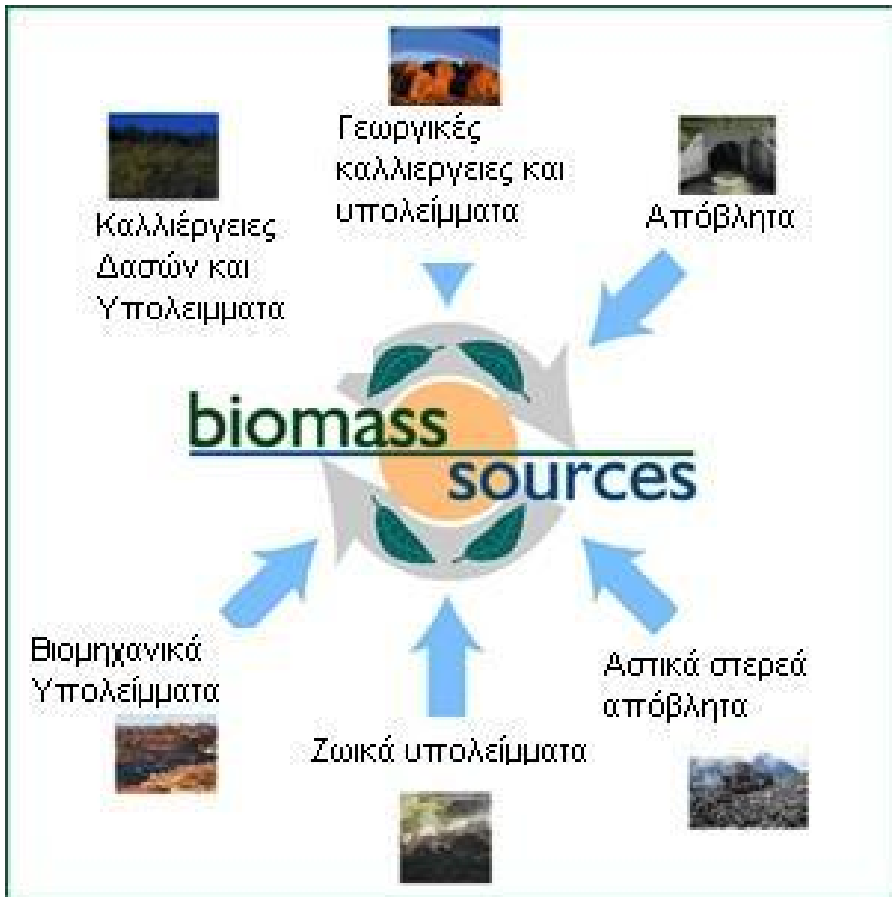 Γεωργικές
καλλιεργειες και
υπολείμματα
Καλλιέργειες
Δασών και
Υπολειμματα
Απόβλητα
biomass
sources
Βιομηχανικά
Υπολείμματα
Ζωικά υπολείμματα
Αστικά στερεά
απόβλητα